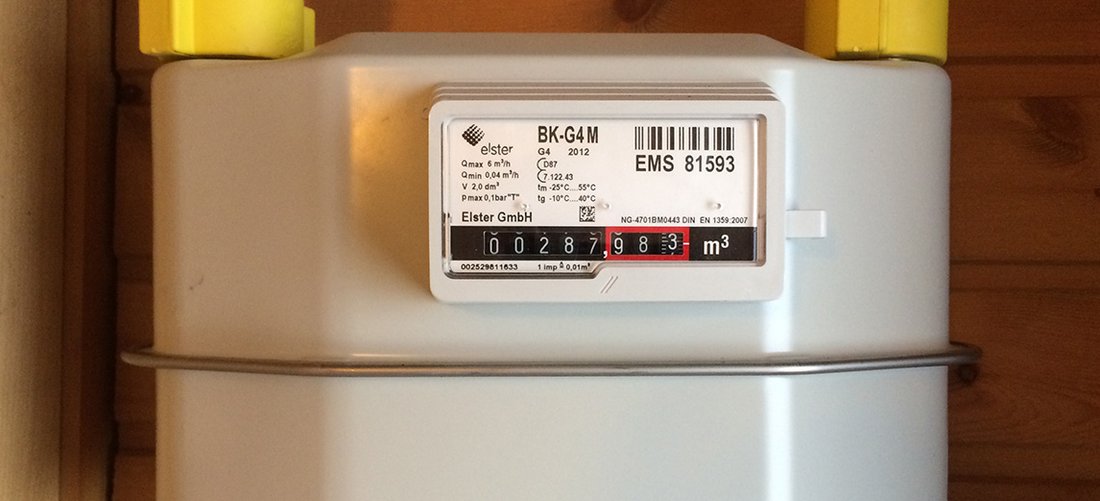 elster
Qmax 6 m³/h
Qmin 0,04 m³/h
V 2,0 dm³
pmax 0,1bar "T"
Elster GmbH
BK-G4 M
G4 2012
D87
7.122.43
tm -25°C....55°C
tg -10°C....40°C
EMS 81593
NG-4701BM0443 DIN EN 1359:2007
00287,983 m³
002529811633 1 imp ≙ 0,01m³